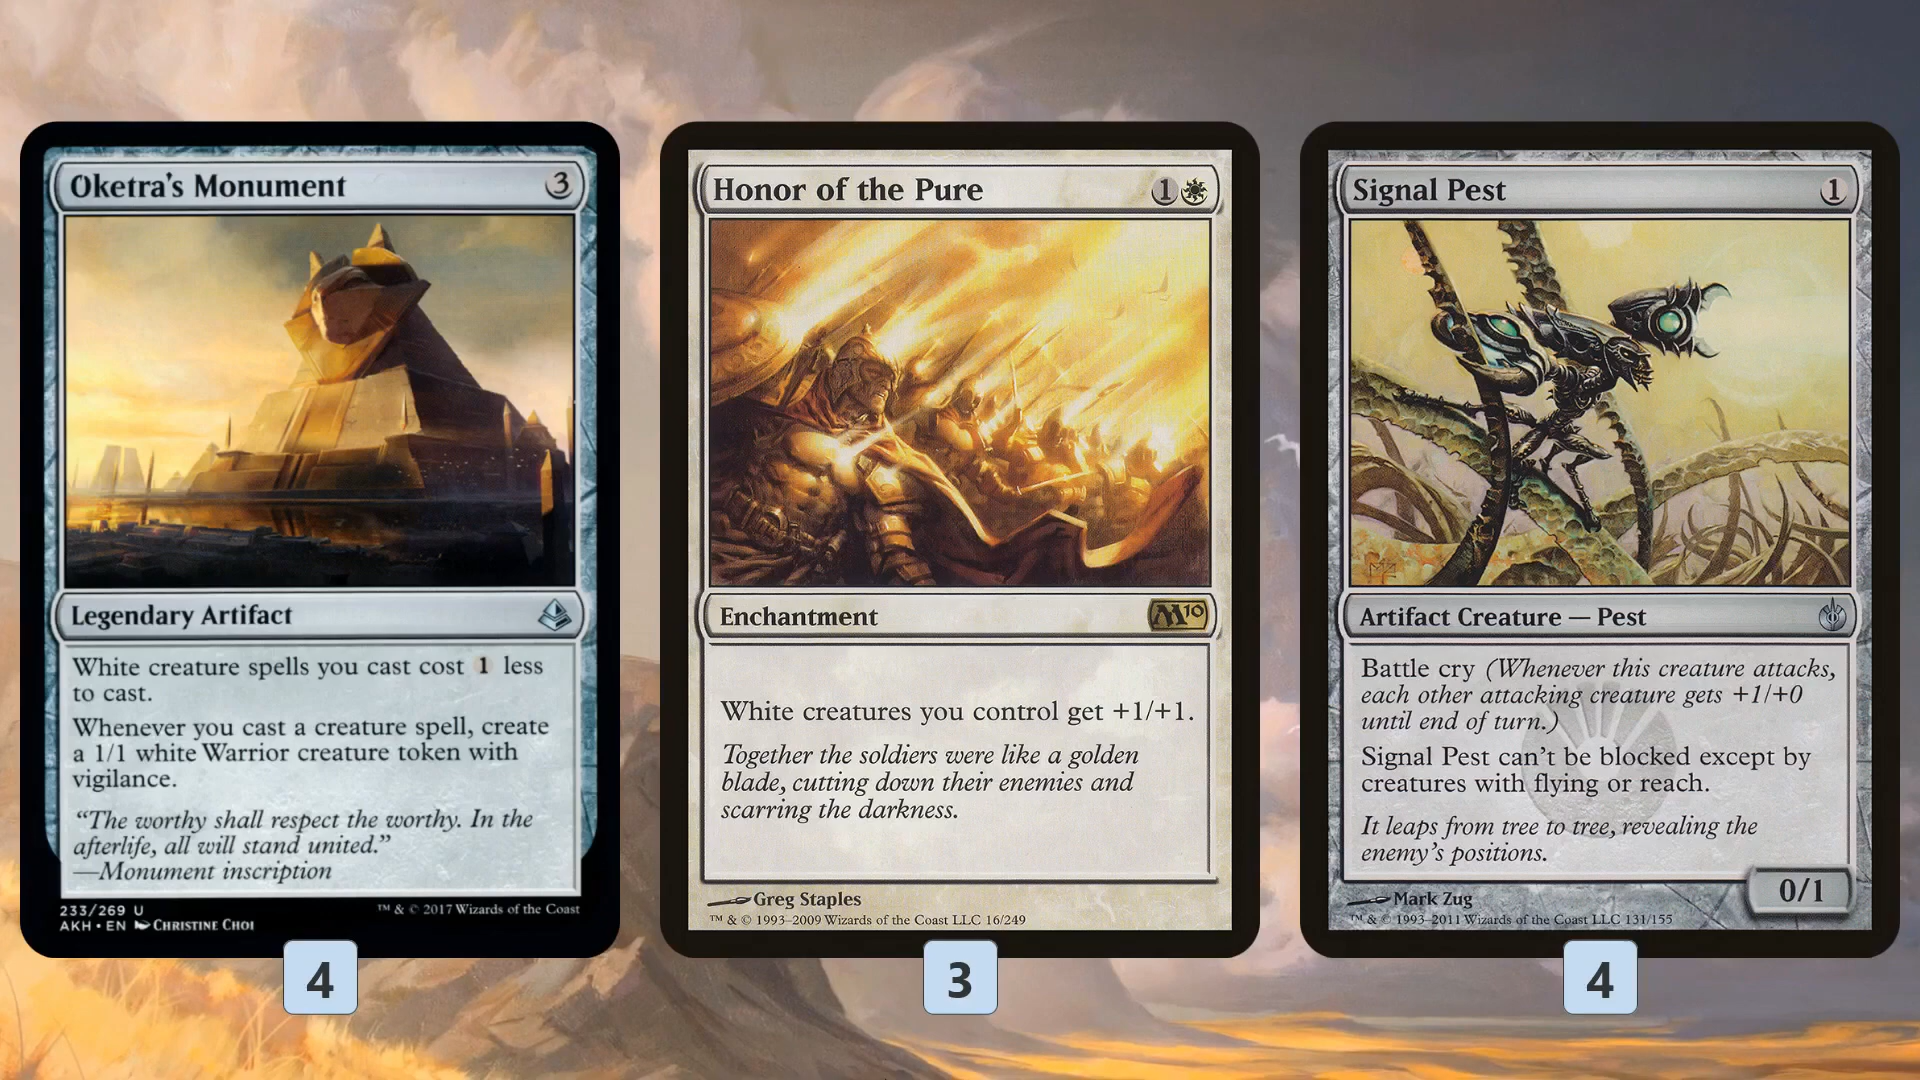 Oketra's Monument 3
Legendary Artifact
White creature spells you cast cost 1 less
to cast.
Whenever you cast a creature spell, create
a 1/1 white Warrior creature token with
vigilance.
“The worthy shall respect the worthy. In the
afterlife, all will stand united.”
—Monument inscription
233/269 U
AKH • EN CHRISTINE CHOI
™ & © 2017 Wizards of the Coast
4
Honor of the Pure 1
Enchantment M10
White creatures you control get +1/+1.
Together the soldiers were like a golden
blade, cutting down their enemies and
scarring the darkness.
Greg Staples
™ & © 1993–2009 Wizards of the Coast LLC 16/249
3
Signal Pest 1
Artifact Creature — Pest
Battle cry (Whenever this creature attacks,
each other attacking creature gets +1/+0
until end of turn.)
Signal Pest can't be blocked except by
creatures with flying or reach.
It leaps from tree to tree, revealing the
enemy's positions.
0/1
Mark Zug
™ & © 1993–2011 Wizards of the Coast LLC 131/155
4